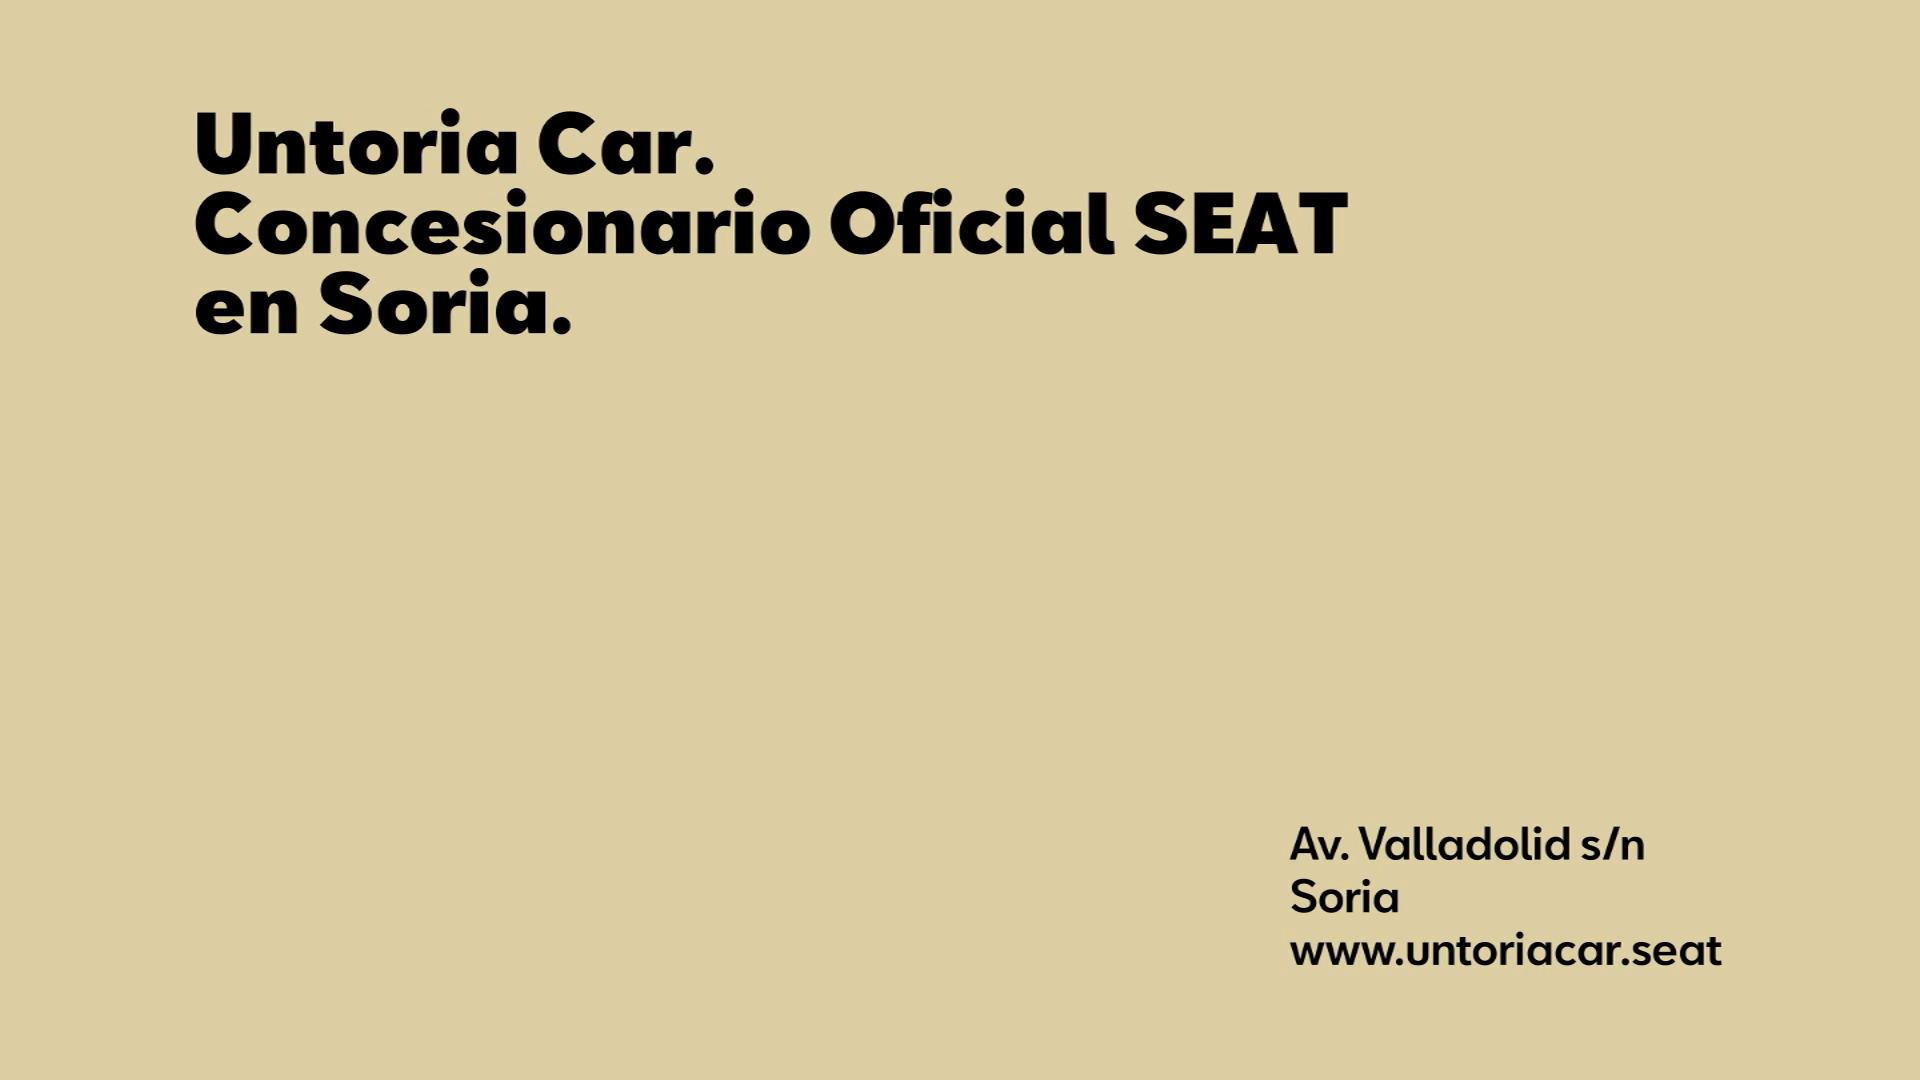 Untoria Car.
Concesionario Oficial SEAT
en Soria.
Av. Valladolid s/n
Soria
www.untoriacar.seat